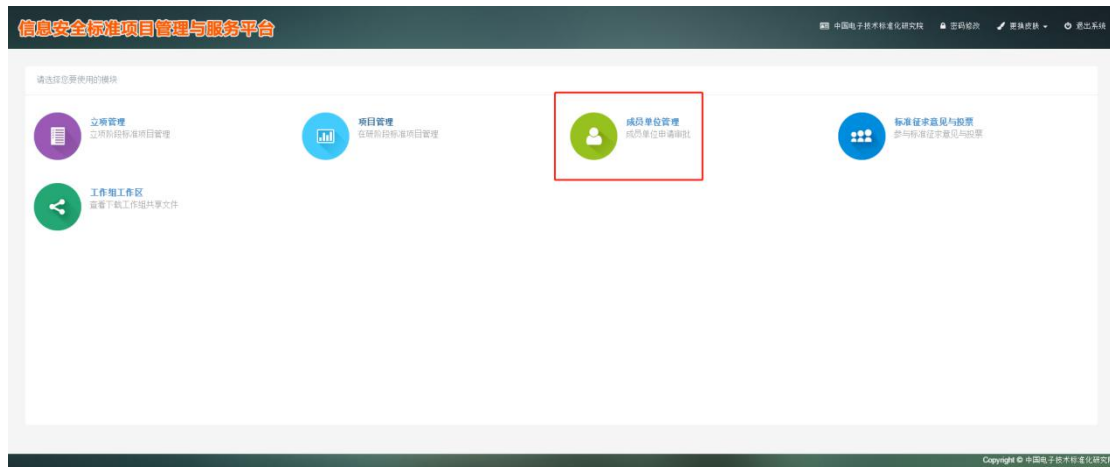 信息安全标准项目管理与服务平台
中国电子技术标准化研究院 密码修改 更换皮肤 退出系统
请选择您要使用的模块
立项管理
立项阶段标准项目管理
项目管理
在研阶段标准项目管理
成员单位管理
成员单位申请审批
标准征求意见与投票
参与标准征求意见与投票
工作组工作区
查看下载工作组共享文件
Copyright © 中国电子技术标准化研究院